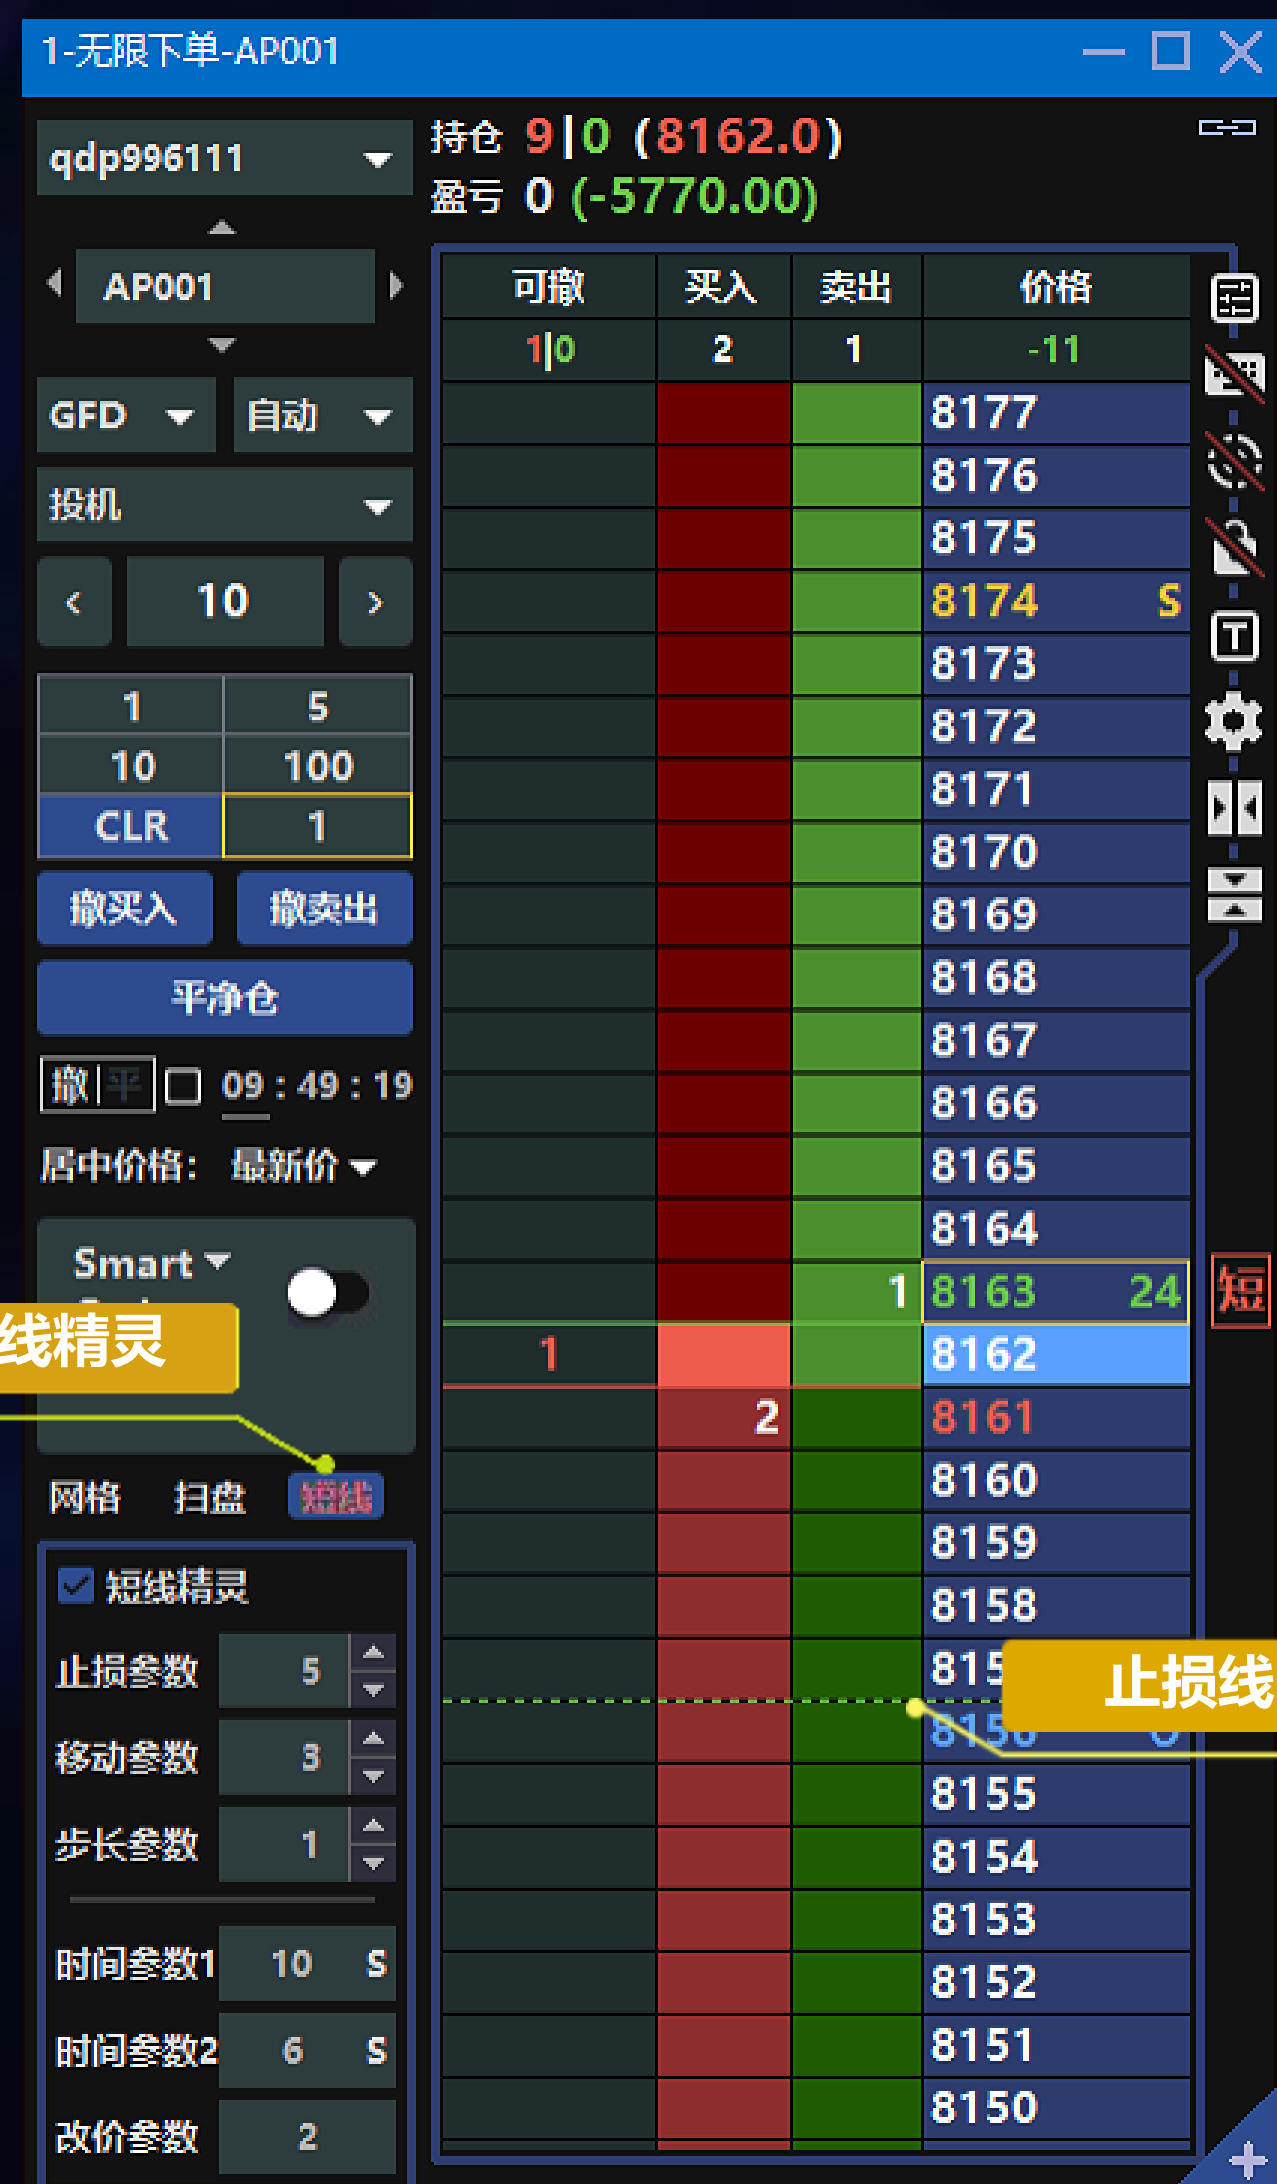 1-无限下单-AP001
qdp996111
持仓 9|0 (8162.0)
盈亏 0 (-5770.00)
AP001
GFD 自动
投机
< 10 >
1 5
10 100
CLR 1
撤买入 撤卖出
平净仓
撤|平 09 : 49 : 19
居中价格: 最新价
Smart
线精灵
网格 扫盘 短线
短线精灵
止损参数 5
移动参数 3
步长参数 1
时间参数1 10 S
时间参数2 6 S
改价参数 2
可撤 买入 卖出 价格
1|0 2 1 -11
8177
8176
8175
8174 S
8173
8172
8171
8170
8169
8168
8167
8166
8165
8164
1 8163 24
1 8162
2 8161
8160
8159
8158
止损线
8155
8154
8153
8152
8151
8150
T
短